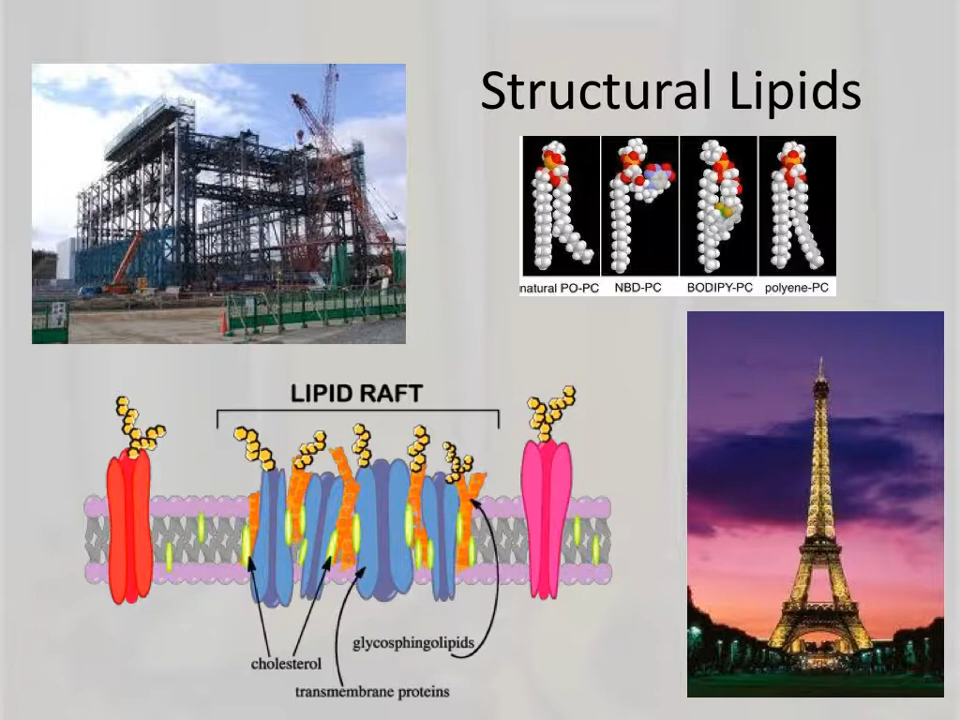 Structural Lipids
natural PO-PC NBD-PC BODIPY-PC polyene-PC
LIPID RAFT
glycosphingolipids
cholesterol
transmembrane proteins